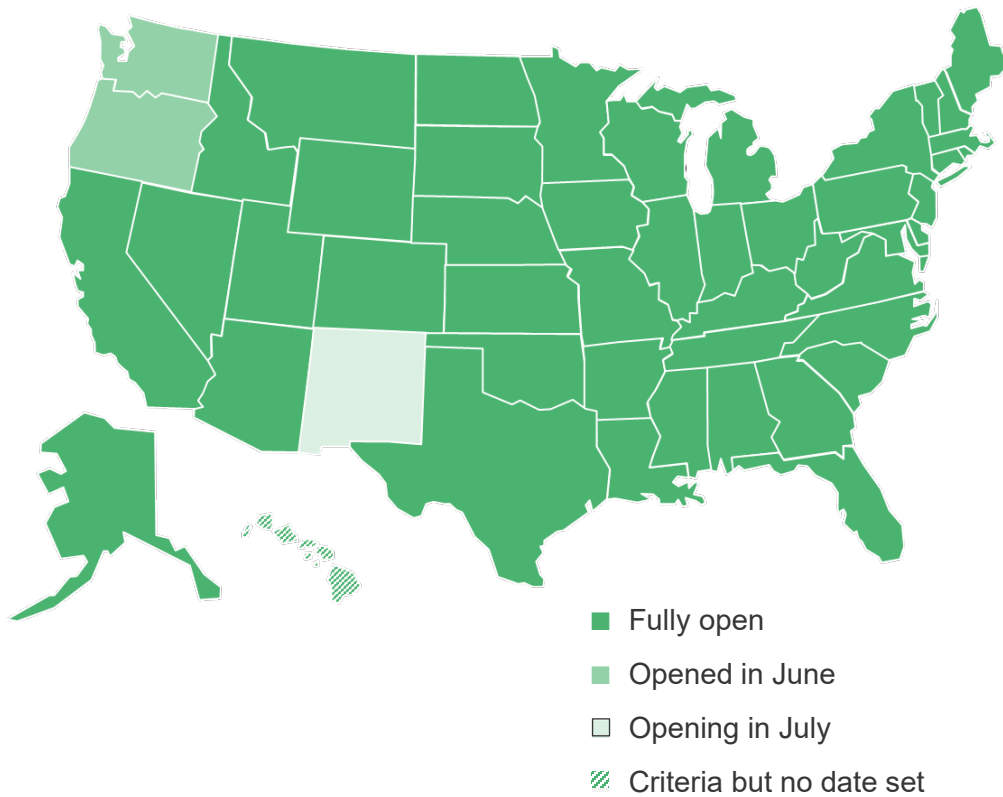 Fully open
Opened in June
Opening in July
Criteria but no date set